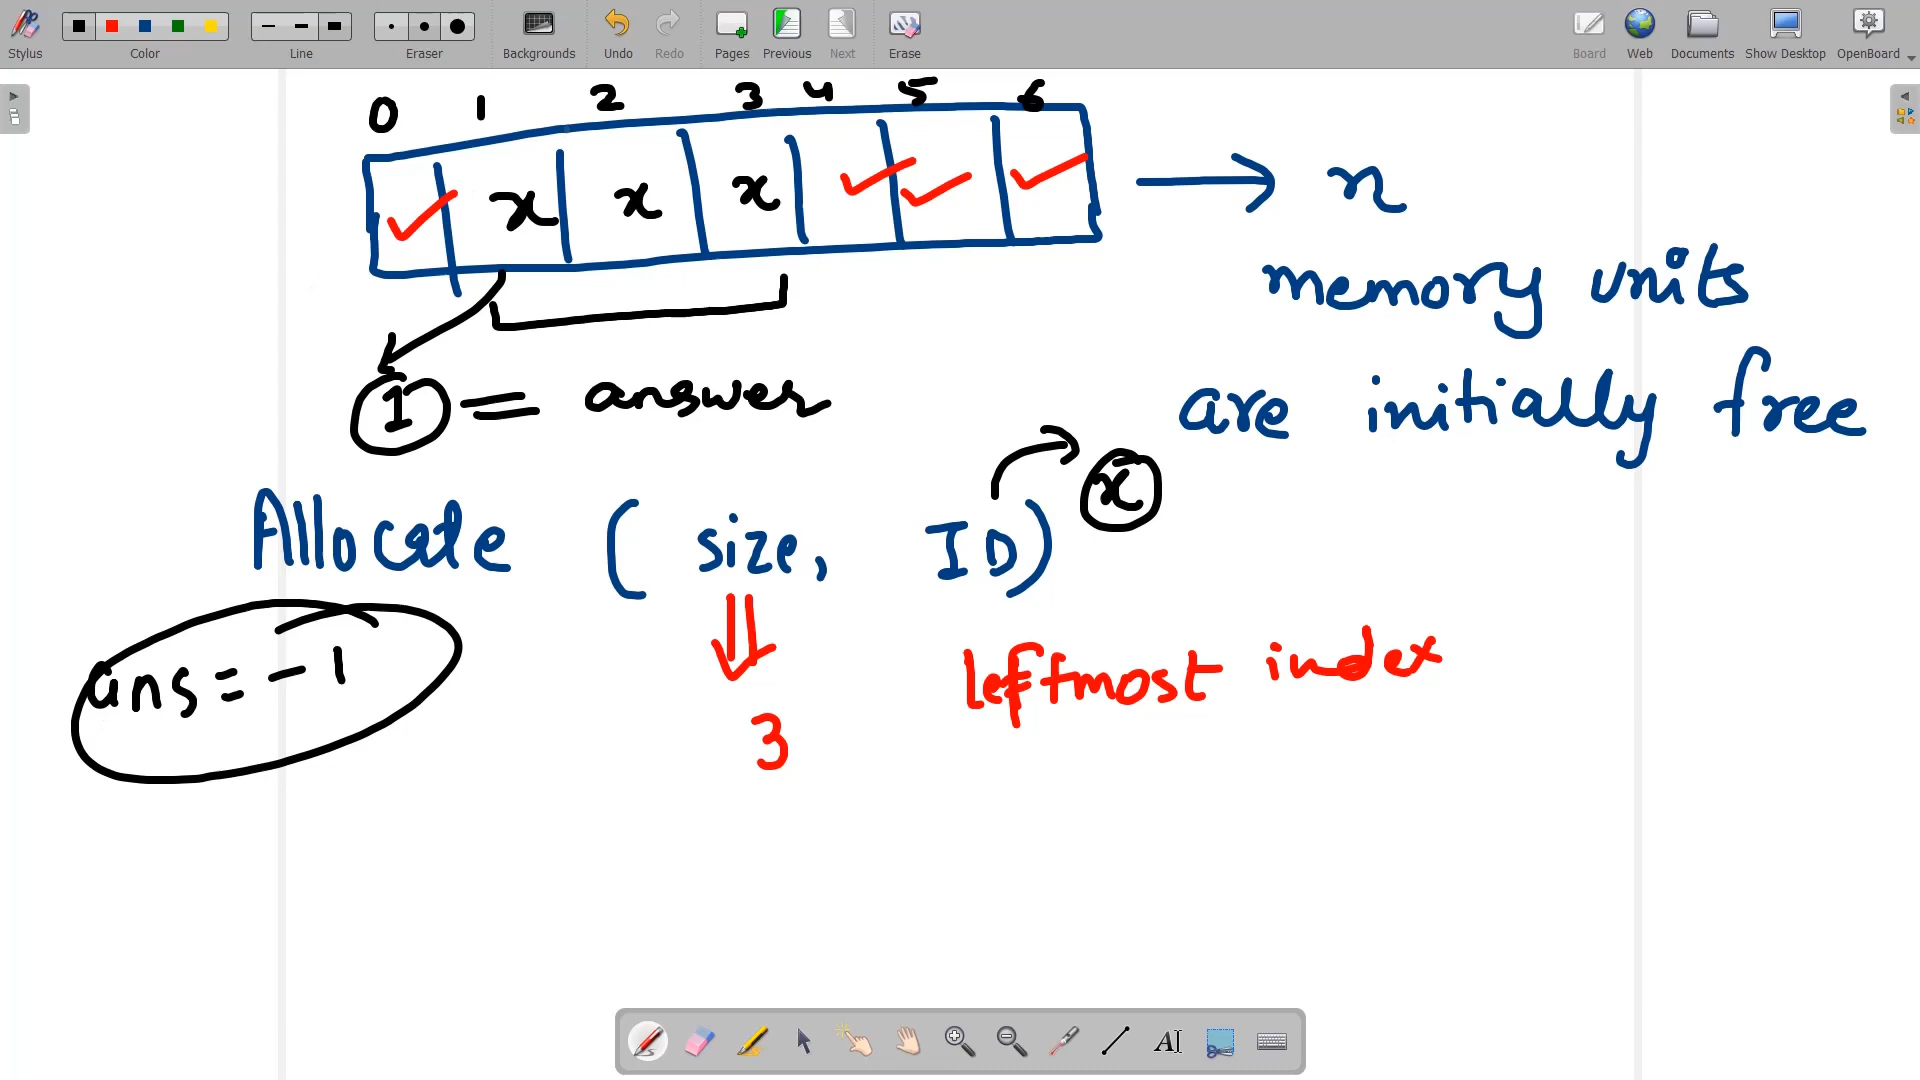 Stylus Color Line Eraser Backgrounds Undo Redo Pages Previous Next Erase Board Web Documents Show Desktop OpenBoard
0 1 2 3 4 5 6
x x x n
memory units
1 = answer are initially free
x
Allocate ( size, ID)
ans = -1 leftmost index
3